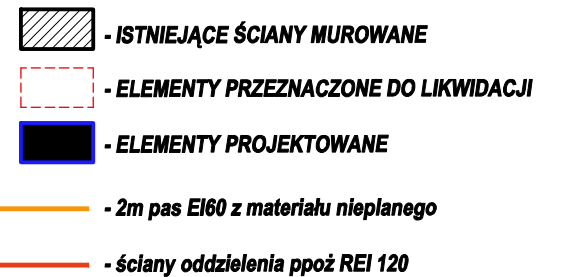 - ISTNIEJĄCE ŚCIANY MUROWANE
- ELEMENTY PRZEZNACZONE DO LIKWIDACJI
- ELEMENTY PROJEKTOWANE
- 2m pas EI60 z materiału nieplanego
- ściany oddzielenia ppoż REI 120